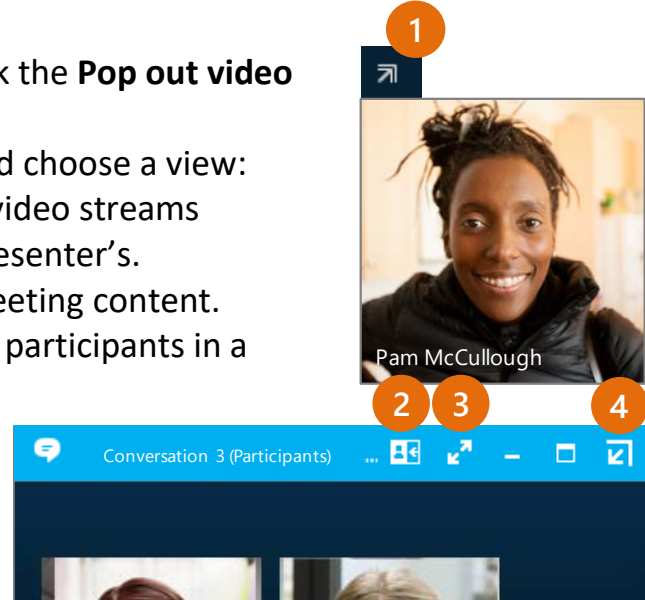 1
k the Pop out video
d choose a view:
video streams
esenter's.
eeting content.
participants in a
Pam McCullough
2 3 4
Conversation 3 (Participants) ...